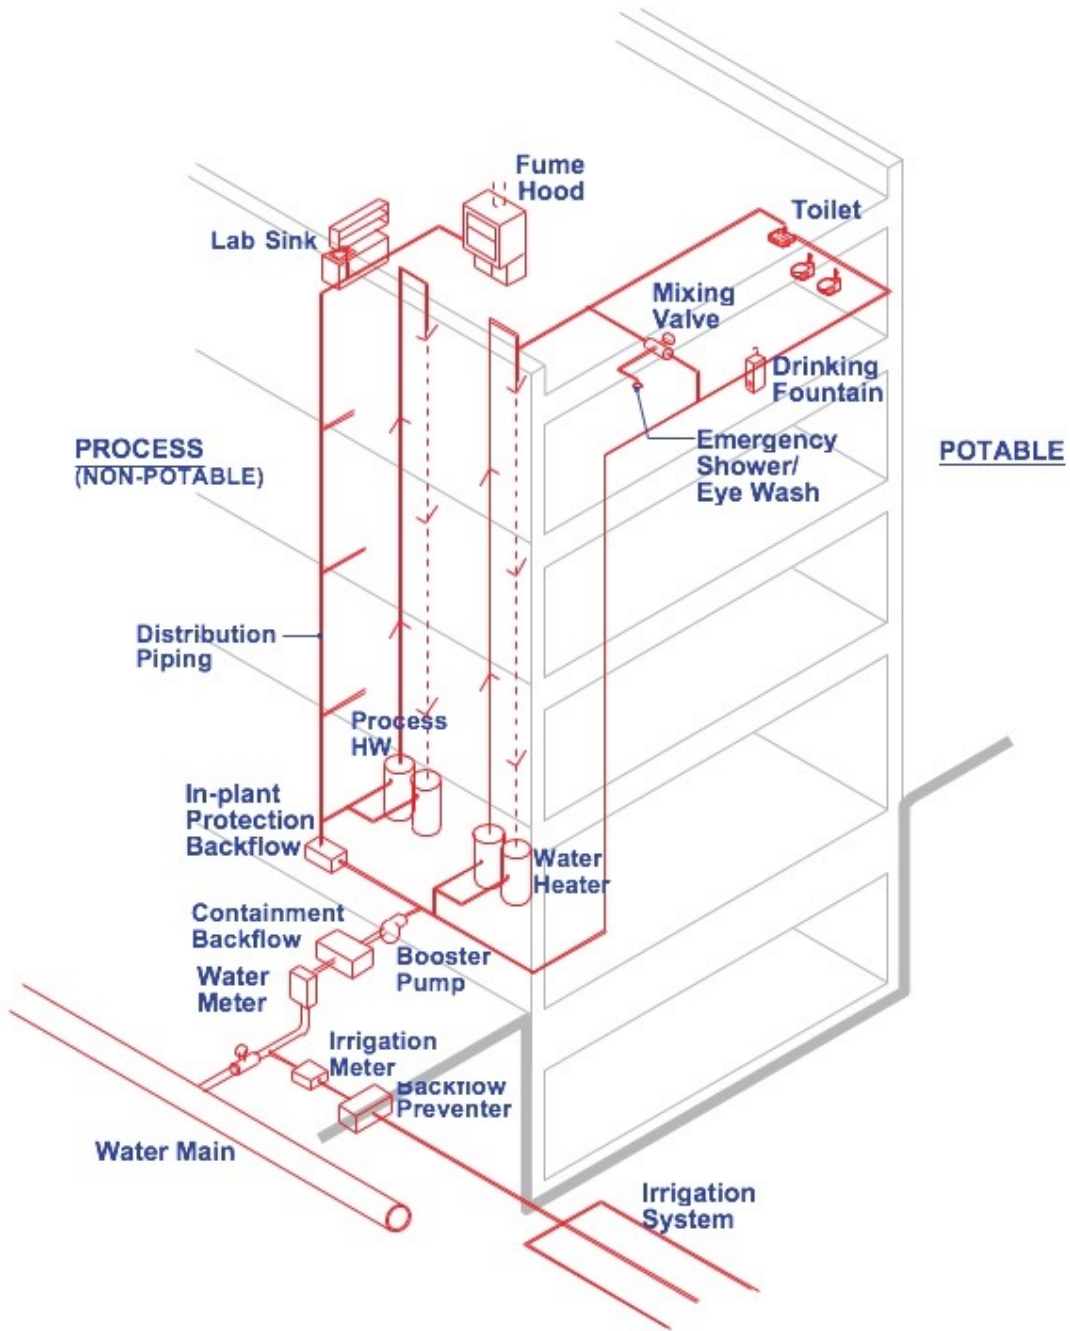 Fume
Hood
Toilet
Lab Sink
Mixing
Valve
Drinking
Fountain
PROCESS
(NON-POTABLE)
Emergency
Shower/
Eye Wash
POTABLE
Distribution
Piping
Process
HW
In-plant
Protection
Backflow
Water
Heater
Containment
Backflow
Booster
Pump
Water
Meter
Irrigation
Meter
Backflow
Preventer
Water Main
Irrigation
System